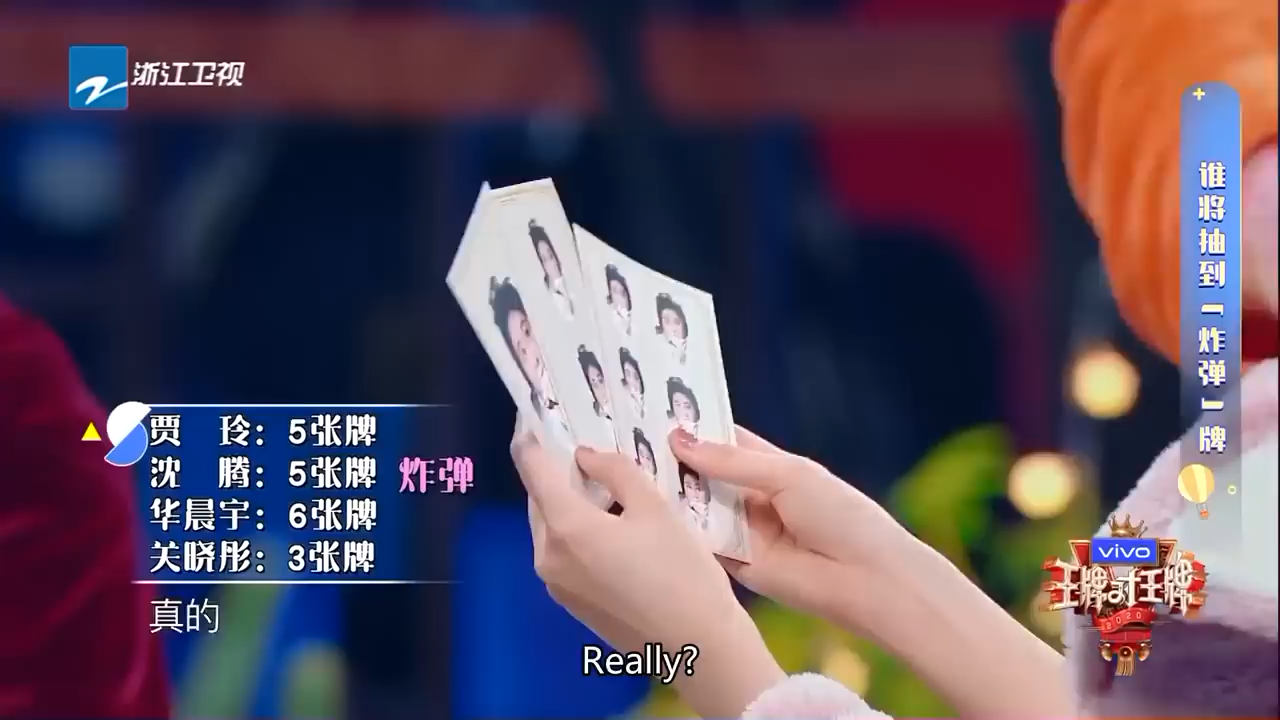 浙江卫视
谁将抽到「炸弹」牌
贾 玲：5张牌
沈 腾：5张牌 炸弹
华晨宇：6张牌
关晓彤：3张牌
真的
Really?
vivo
王牌对王牌
2020